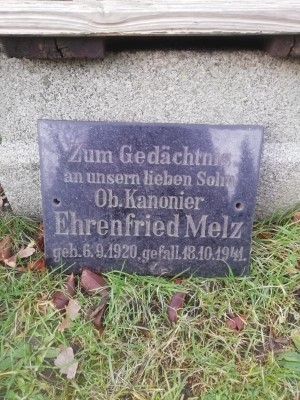 Zum Gedächtnis
an unsern lieben Sohn
Ob. Kanonier
Ehrenfried Melz
geb. 6.9.1920, gefall. 18.10.1941.